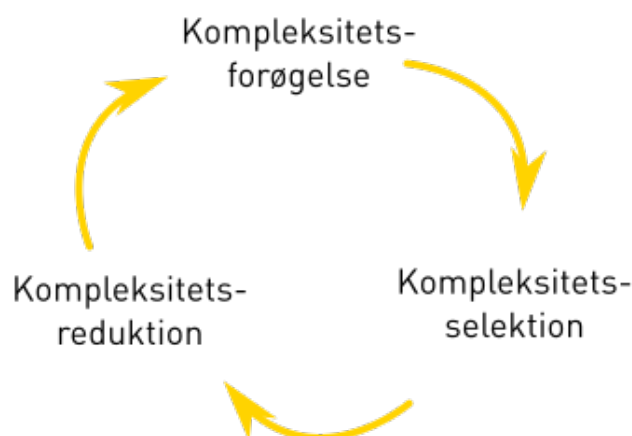 Kompleksitets-
forøgelse
Kompleksitets-
selektion
Kompleksitets-
reduktion